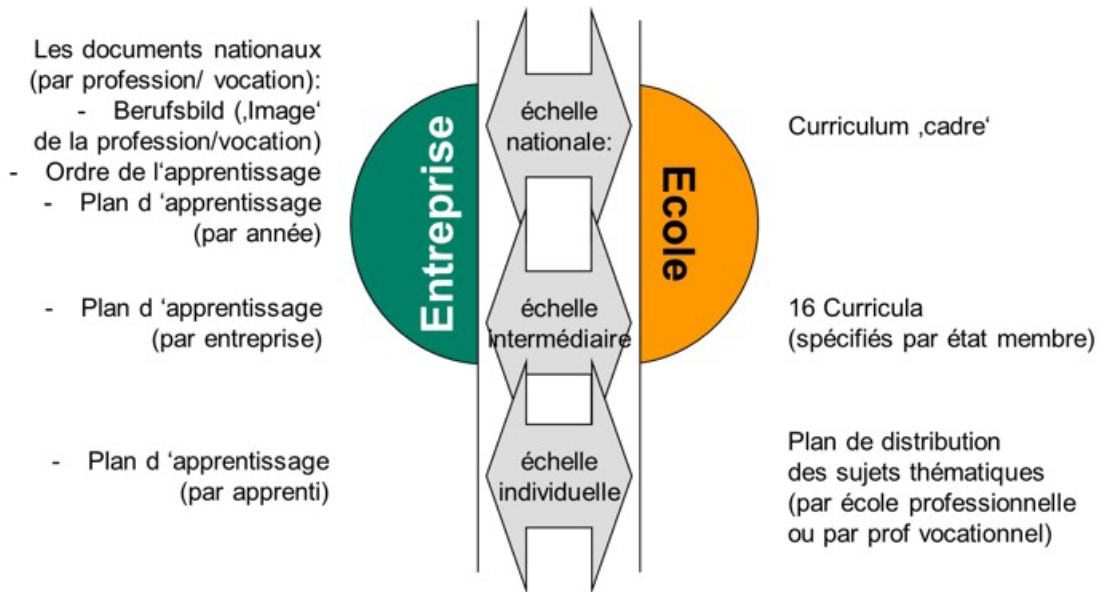 Les documents nationaux
(par profession/ vocation):
- Berufsbild (‚Image‘
de la profession/vocation)
- Ordre de l‘apprentissage
- Plan d ‘apprentissage
(par année)
- Plan d ‘apprentissage
(par entreprise)
- Plan d ‘apprentissage
(par apprenti)
Entreprise
échelle
nationale:
échelle
intermédiaire
échelle
individuelle
Ecole
Curriculum ‚cadre‘
16 Curricula
(spécifiés par état membre)
Plan de distribution
des sujets thématiques
(par école professionnelle
ou par prof vocationnel)